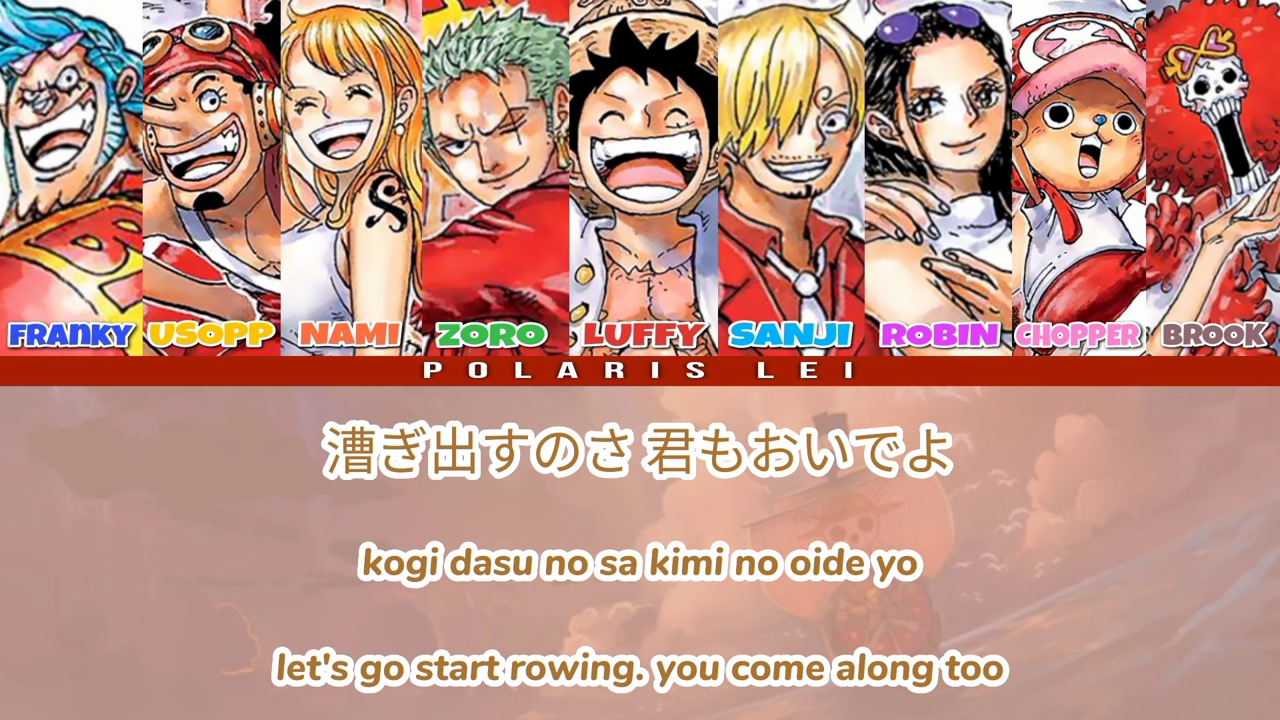 FRANKY USOPP NAMI ZORO LUFFY SANJI ROBIN CHOPPER BROOK
POLARIS LEI
漕ぎ出すのさ 君もおいでよ
kogi dasu no sa kimi no oide yo
let's go start rowing. you come along too